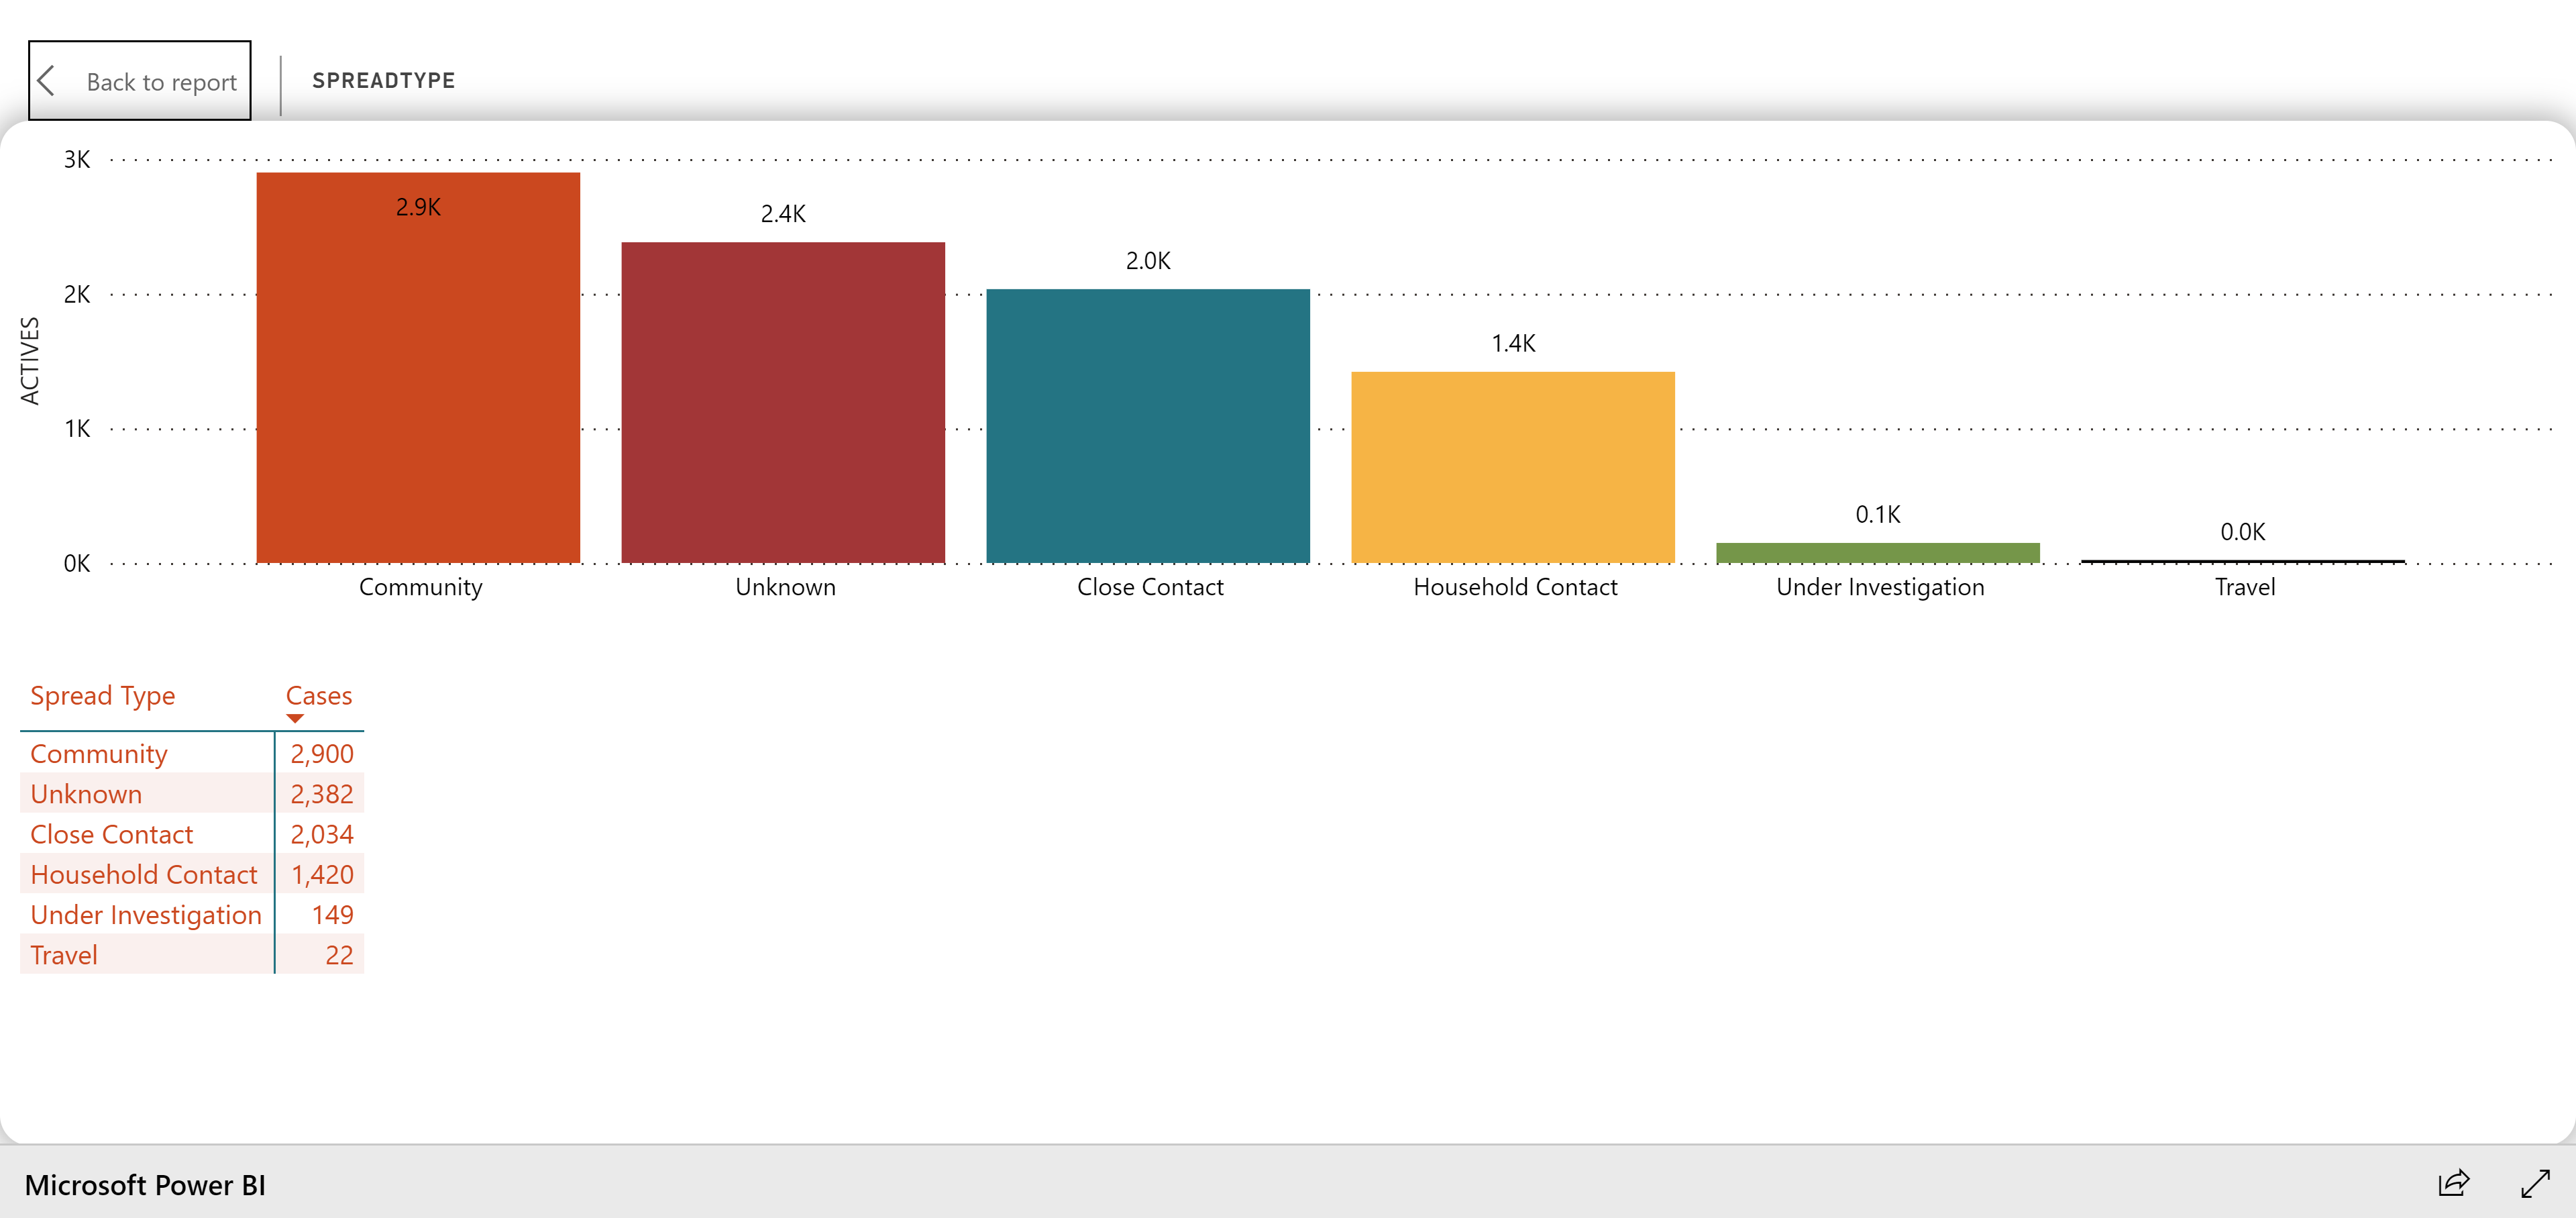 Back to report
SPREADTYPE
3K
2K
1K
0K
ACTIVES
2.9K
2.4K
2.0K
1.4K
0.1K
0.0K
Community
Unknown
Close Contact
Household Contact
Under Investigation
Travel
Spread Type Cases
Community 2,900
Unknown 2,382
Close Contact 2,034
Household Contact 1,420
Under Investigation 149
Travel 22
Microsoft Power BI